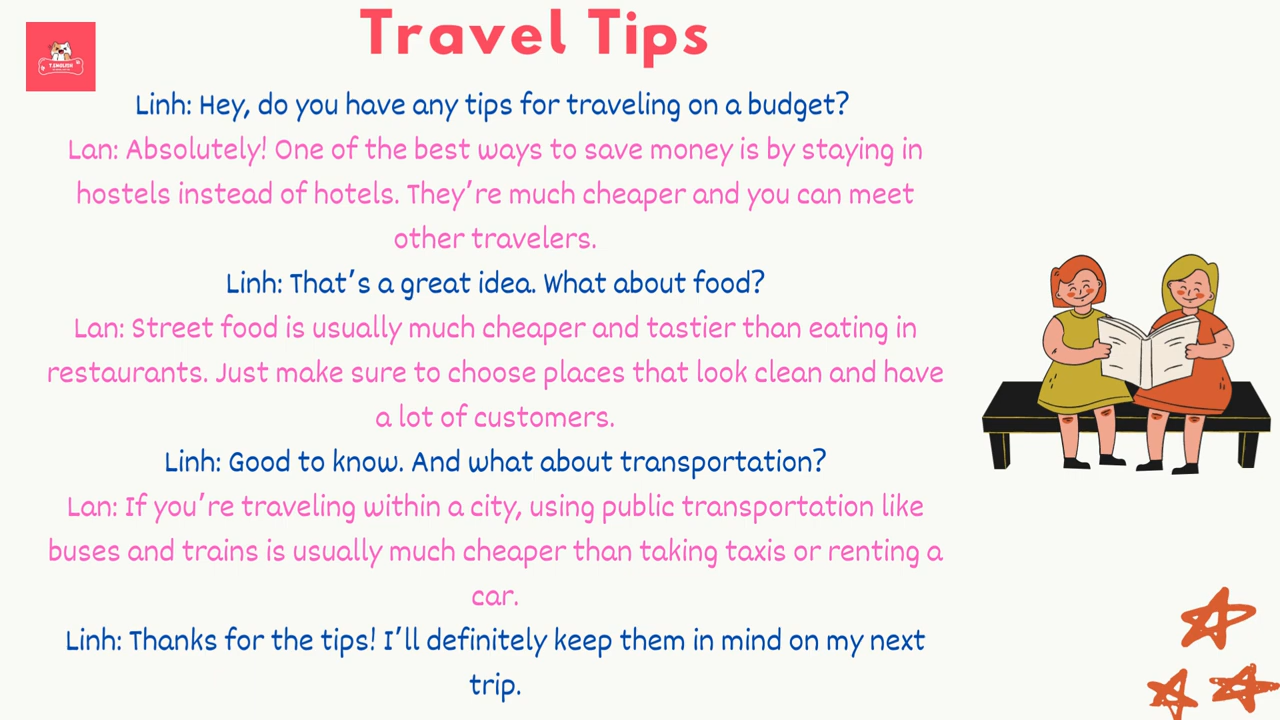 Travel Tips
Y.ENGLISH
Linh: Hey, do you have any tips for traveling on a budget?
Lan: Absolutely! One of the best ways to save money is by staying in
hostels instead of hotels. They're much cheaper and you can meet
other travelers.
Linh: That's a great idea. What about food?
Lan: Street food is usually much cheaper and tastier than eating in
restaurants. Just make sure to choose places that look clean and have
a lot of customers.
Linh: Good to know. And what about transportation?
Lan: If you're traveling within a city, using public transportation like
buses and trains is usually much cheaper than taking taxis or renting a
car.
Linh: Thanks for the tips! I'll definitely keep them in mind on my next
trip.